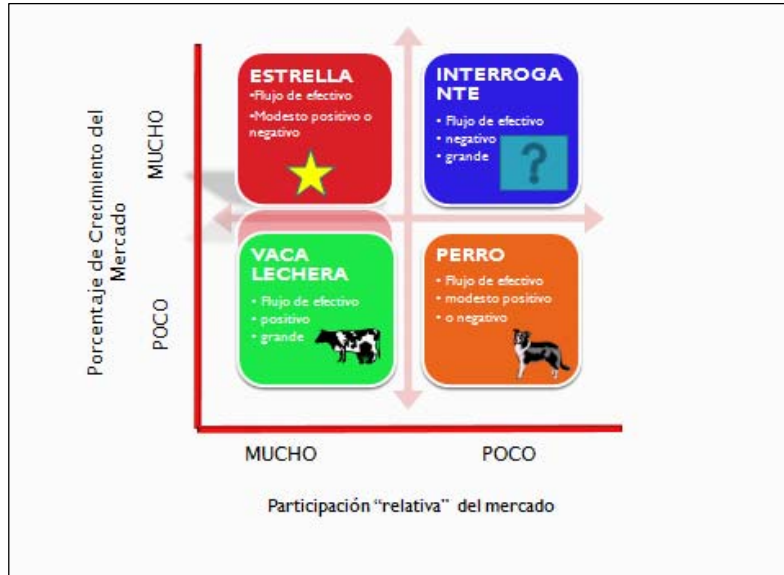 Porcentaje de Crecimiento del
Mercado
MUCHO
POCO
ESTRELLA
•Flujo de efectivo
•Modesto positivo o
negativo
INTERROGA
NTE
• Flujo de efectivo
• negativo
• grande
?
VACA
LECHERA
• Flujo de efectivo
• positivo
• grande
PERRO
• Flujo de efectivo
• modesto positivo
• o negativo
MUCHO
POCO
Participación “relativa” del mercado